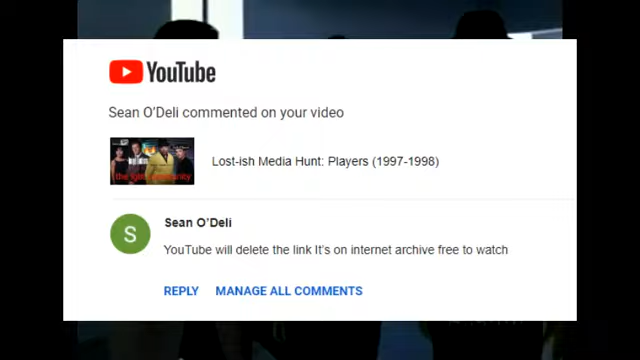 YouTube
Sean O'Deli commented on your video
Lost-ish Media Hunt: Players (1997-1998)
Sean O'Deli
YouTube will delete the link It's on internet archive free to watch
REPLY MANAGE ALL COMMENTS